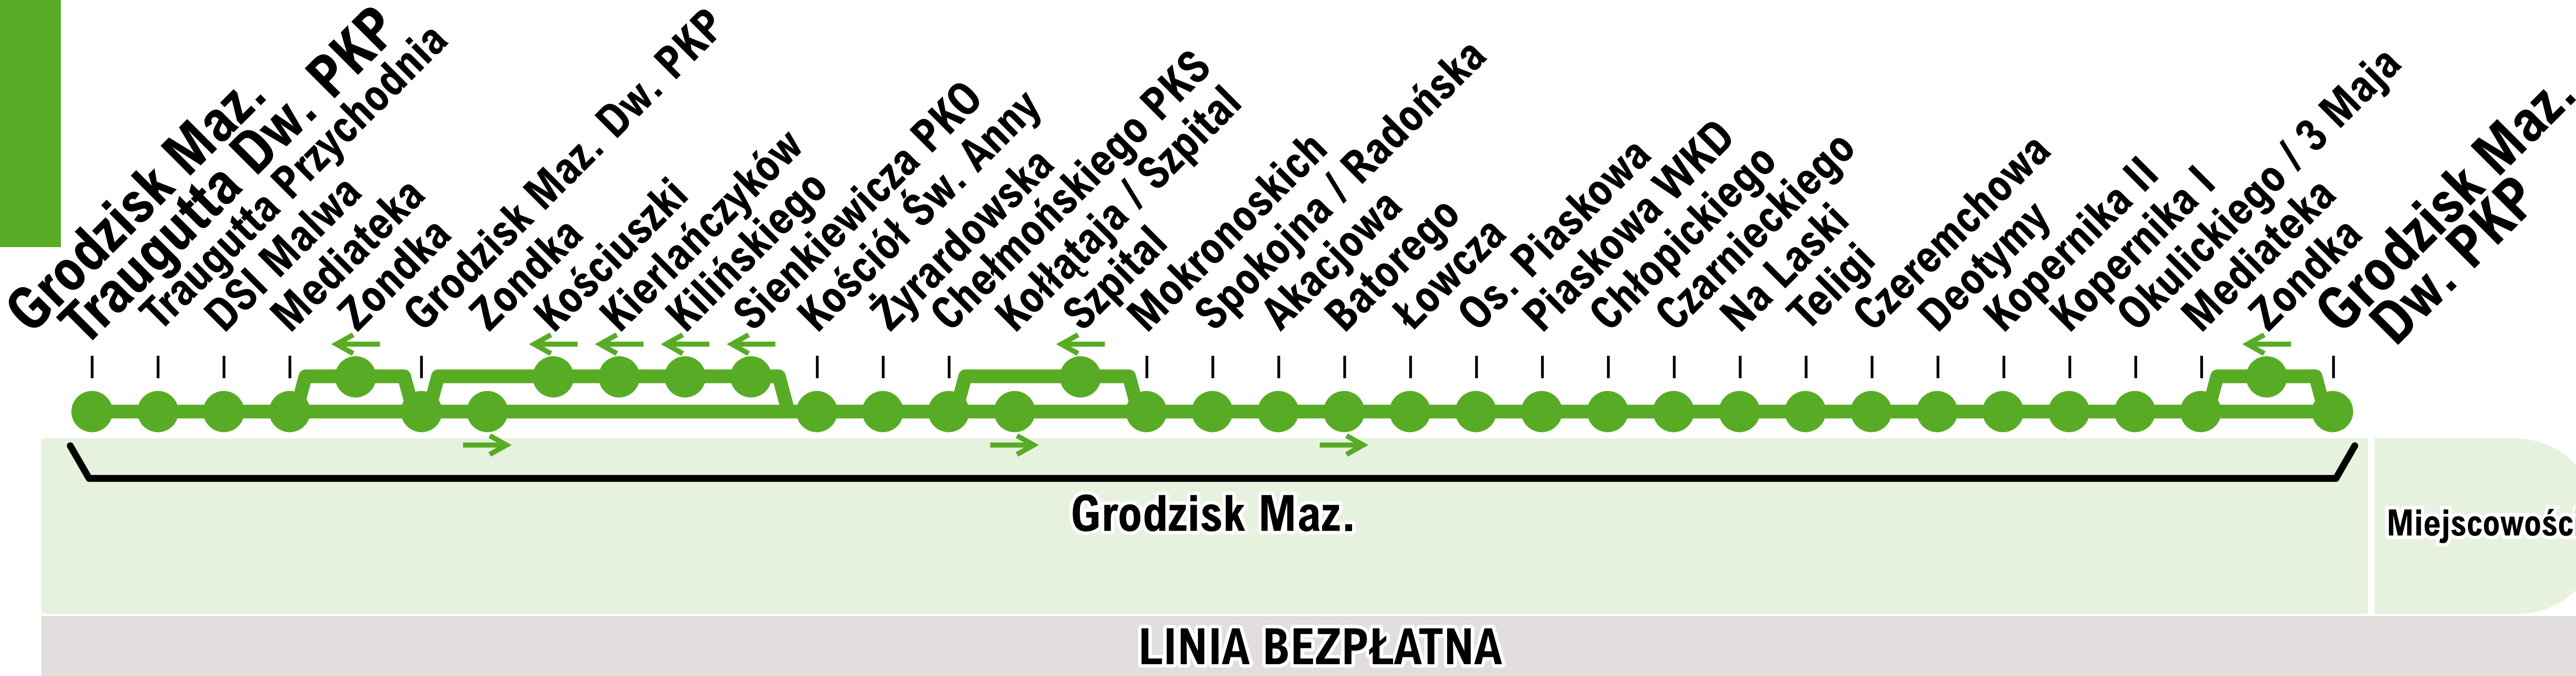 Grodzisk Maz.
Traugutta Dw. PKP
Traugutta Przychodnia
DSI Malwa
Mediateka
Zondka
Grodzisk Maz. Dw. PKP
Zondka
Kościuszki
Kierlańczyków
Kilińskiego
Sienkiewicza PKO
Kościół Św. Anny
Żyrardowska
Chełmońskiego PKS
Kołłątaja / Szpital
Szpital
Mokronoskich
Spokojna / Radońska
Akacjowa
Batorego
Łowcza
Os. Piaskowa
Piaskowa WKD
Chłopickiego
Czarnieckiego
Na Laski
Teligi
Czeremchowa
Deotymy
Kopernika II
Kopernika I
Okulickiego / 3 Maja
Mediateka
Zondka
Grodzisk Maz.
Dw. PKP
Grodzisk Maz.
Miejscowośc
LINIA BEZPŁATNA